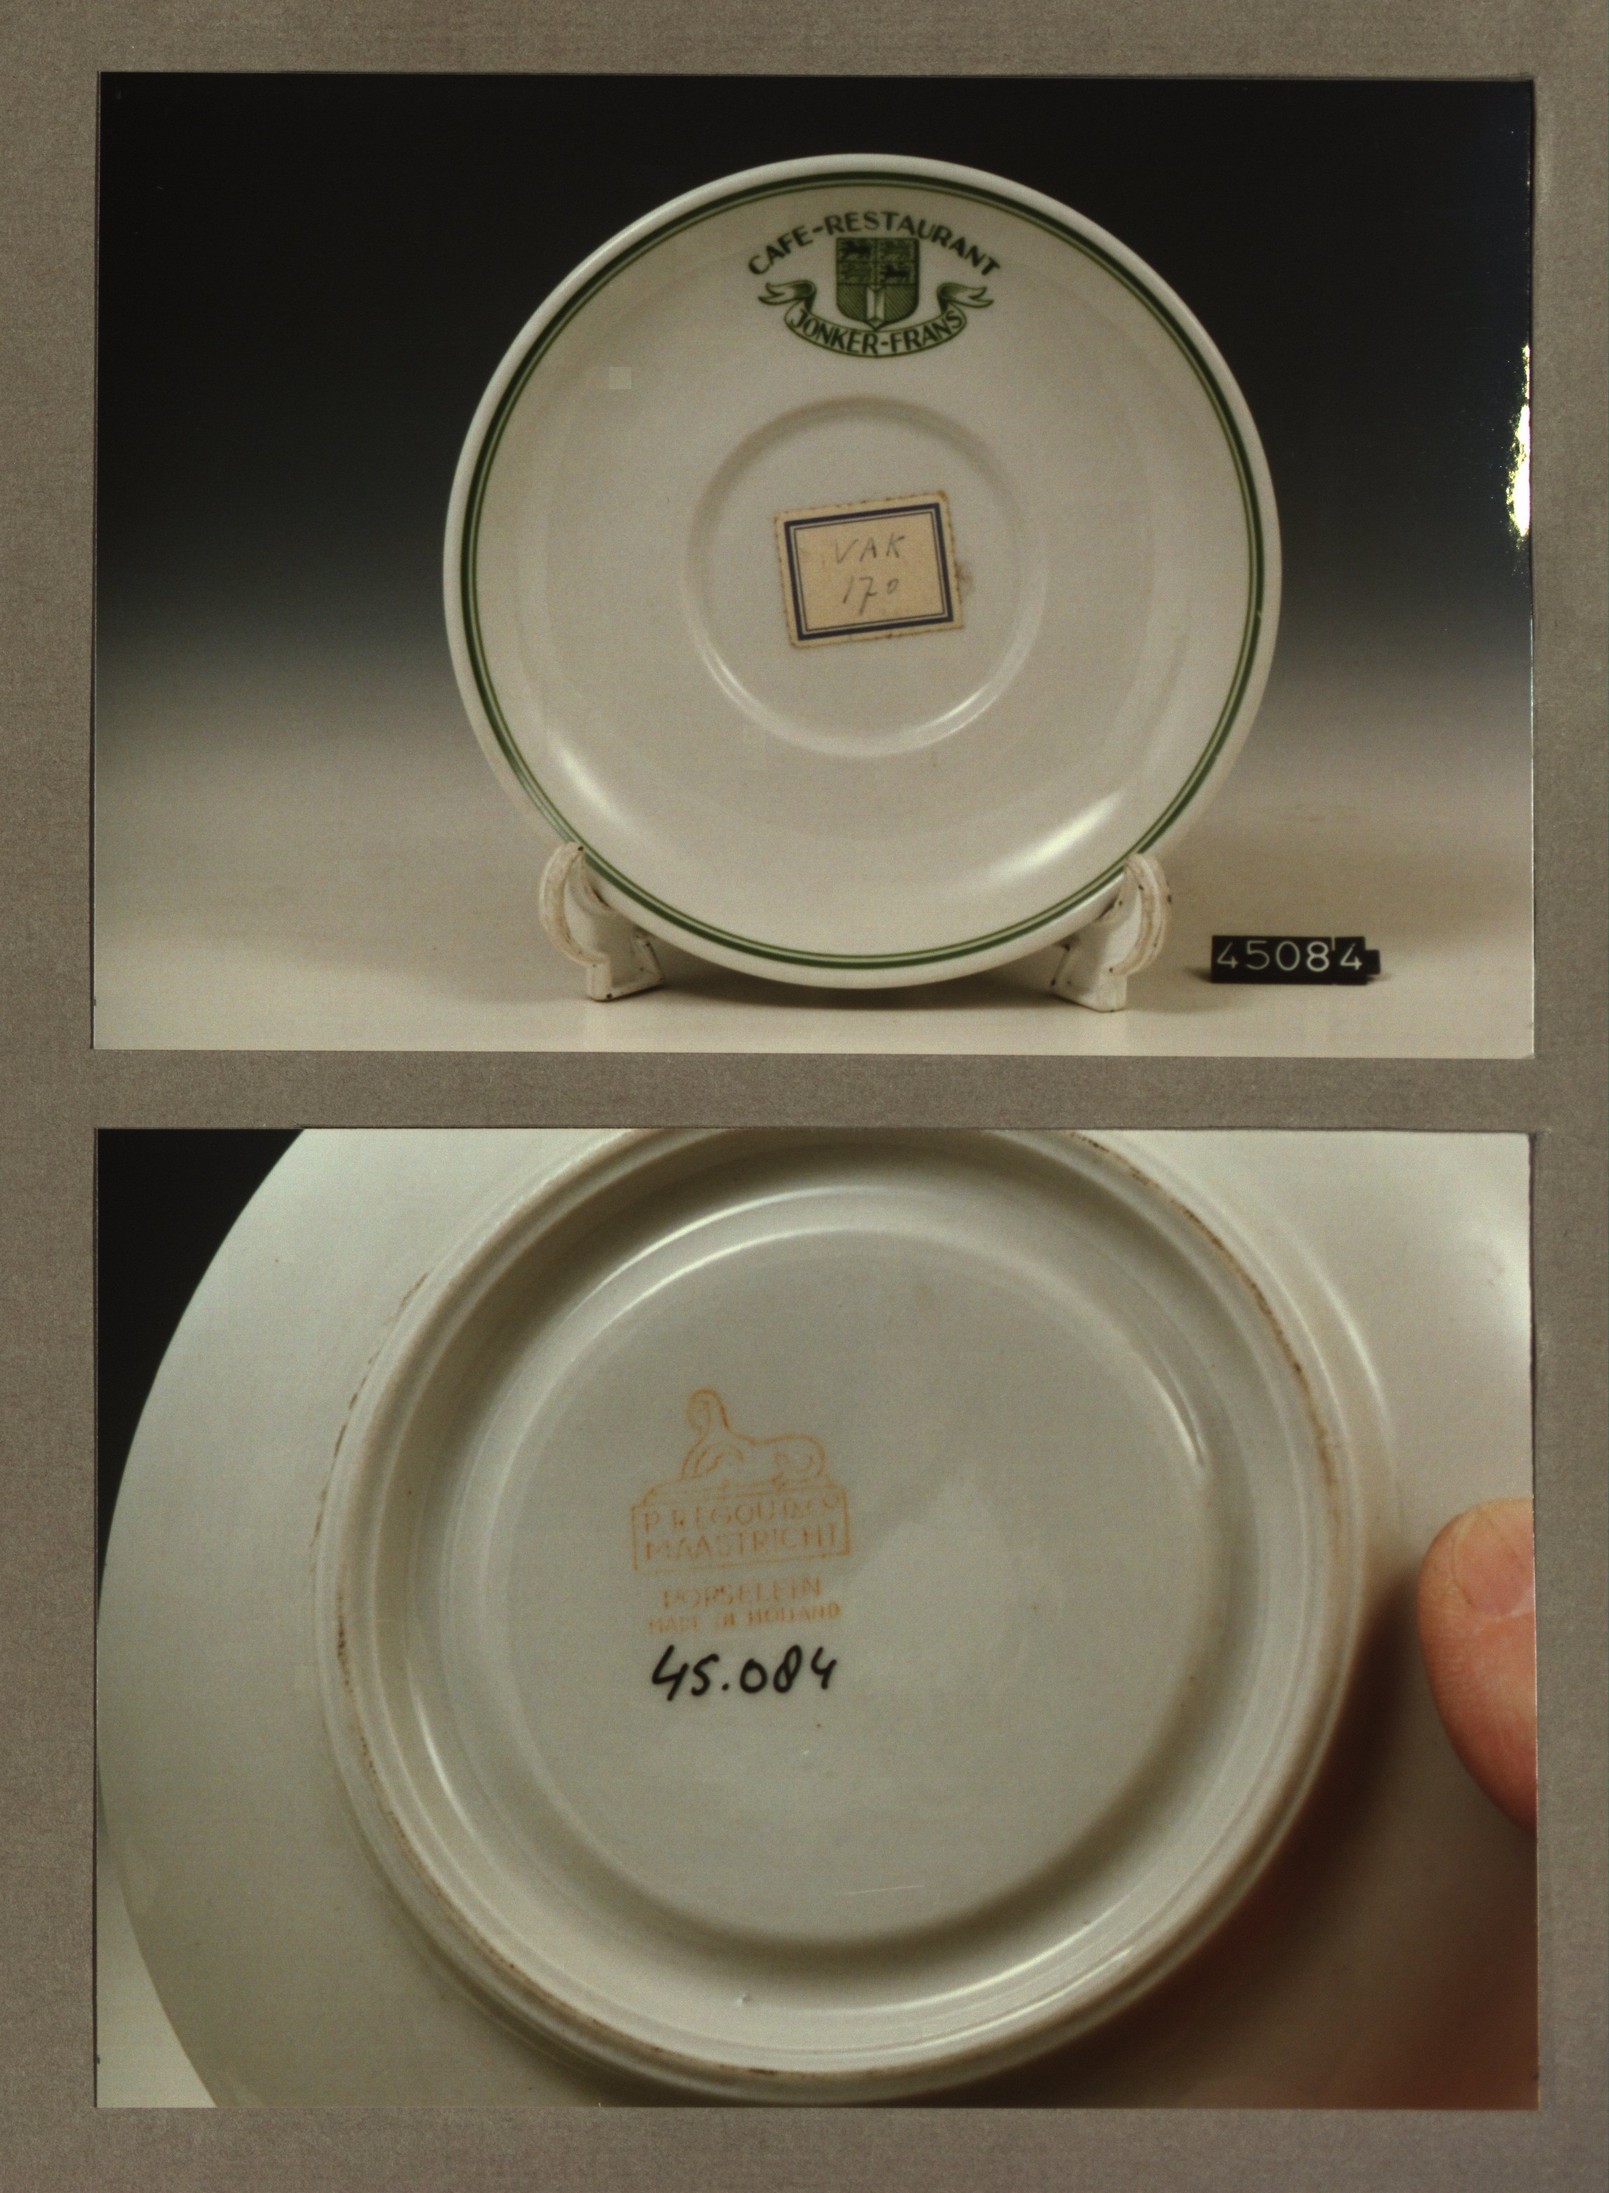 CAFE-RESTAURANT
JONKER-FRANS
VAK
170
45084
P. REGOUT & CO
MAASTRICHT
PORSELEIN
MADE IN HOLLAND
45.084